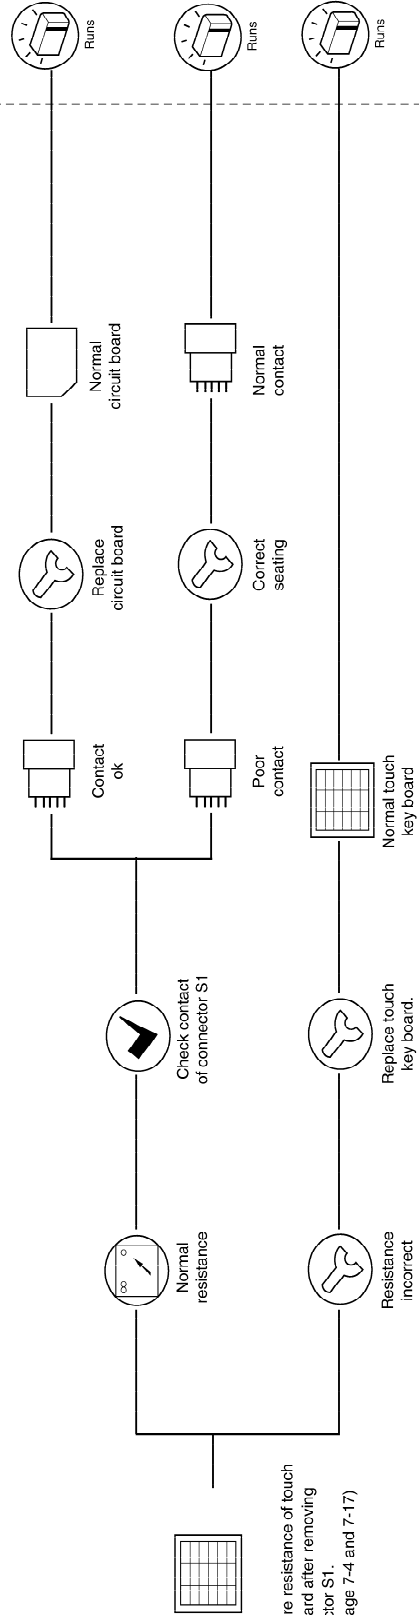 re resistance of touch
ard after removing
ctor S1.
age 7-4 and 7-17)
Normal
resistance
Check contact
of connector S1
Contact
ok
Replace
circuit board
Normal
circuit board
Runs
Poor
contact
Correct
seating
Normal
contact
Runs
Resistance
incorrect
Replace touch
key board.
Normal touch
key board
Runs